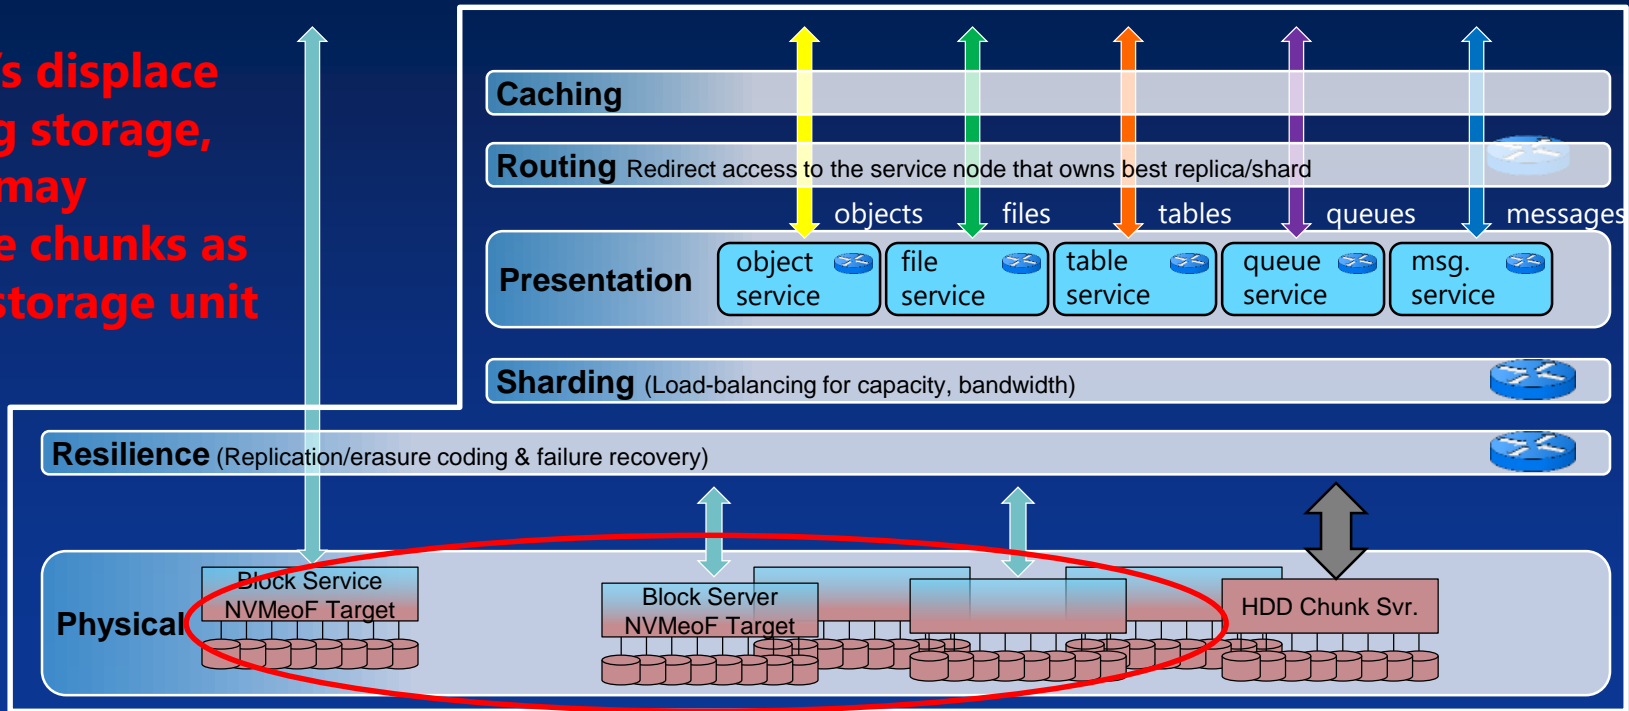 's displace
g storage,
may
e chunks as
storage unit
Caching
Routing Redirect access to the service node that owns best replica/shard
objects files tables queues messages
Presentation
object service
file service
table service
queue service
msg. service
Sharding (Load-balancing for capacity, bandwidth)
Resilience (Replication/erasure coding & failure recovery)
Physical
Block Service
NVMeoF Target
Block Server
NVMeoF Target
HDD Chunk Svr.